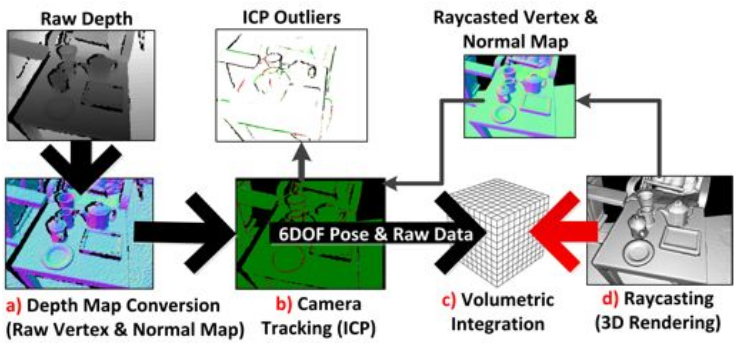 Raw Depth
ICP Outliers
Raycasted Vertex &
Normal Map
6DOF Pose & Raw Data
a) Depth Map Conversion
(Raw Vertex & Normal Map)
b) Camera
Tracking (ICP)
c) Volumetric
Integration
d) Raycasting
(3D Rendering)